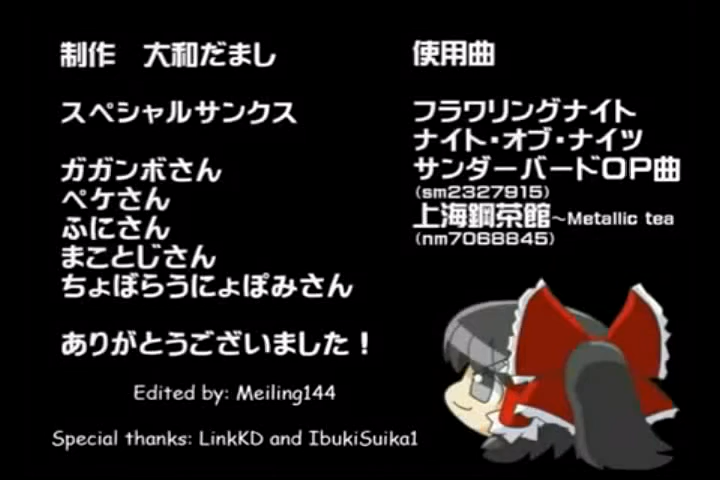 制作　大和だまし
スペシャルサンクス
ガガンボさん
ペケさん
ふにさん
まことじさん
ちょぼらうにょぽみさん
ありがとうございました！
使用曲
フラワリングナイト
ナイト・オブ・ナイツ
サンダーバードOP曲
(sm2327915)
上海鋼茶館～Metallic tea
(nm7068845)
Edited by: Meiling144
Special thanks: LinkKD and IbukiSuika1